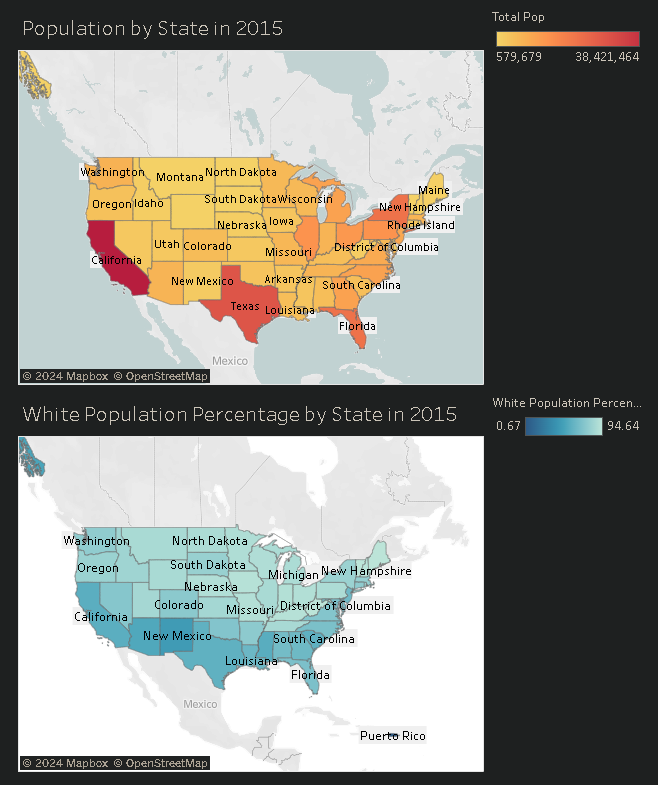 Population by State in 2015
Total Pop
579,679 38,421,464
Washington
Montana
North Dakota
Oregon
Idaho
South Dakota
Wisconsin
Maine
New Hampshire
Nebraska
Iowa
Rhode Island
Utah
Colorado
Missouri
District of Columbia
California
New Mexico
Arkansas
South Carolina
Texas
Louisiana
Florida
Mexico
© 2024 Mapbox © OpenStreetMap
White Population Percentage by State in 2015
White Population Percen...
0.67 94.64
Washington
North Dakota
Oregon
South Dakota
Michigan
New Hampshire
Nebraska
Colorado
Missouri
District of Columbia
California
New Mexico
South Carolina
Louisiana
Florida
Mexico
Puerto Rico
© 2024 Mapbox © OpenStreetMap